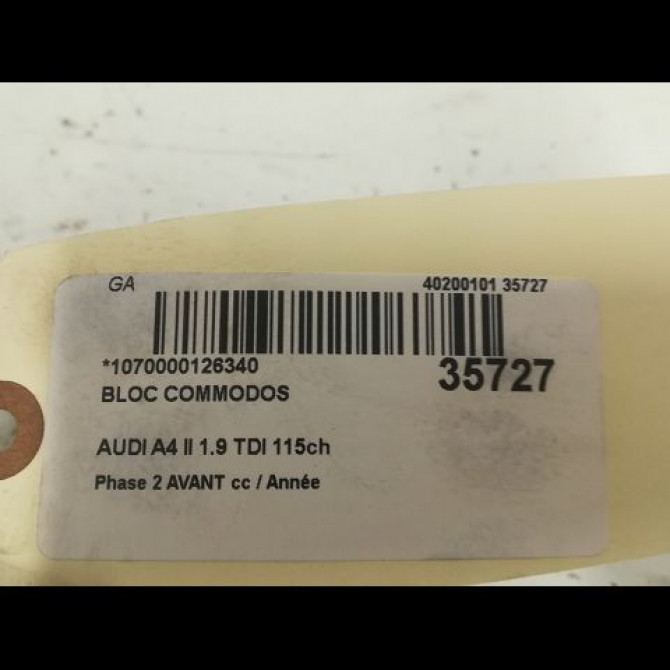 GA 40200101 35727
*1070000126340 35727
BLOC COMMODOS
AUDI A4 II 1.9 TDI 115ch
Phase 2 AVANT cc / Année